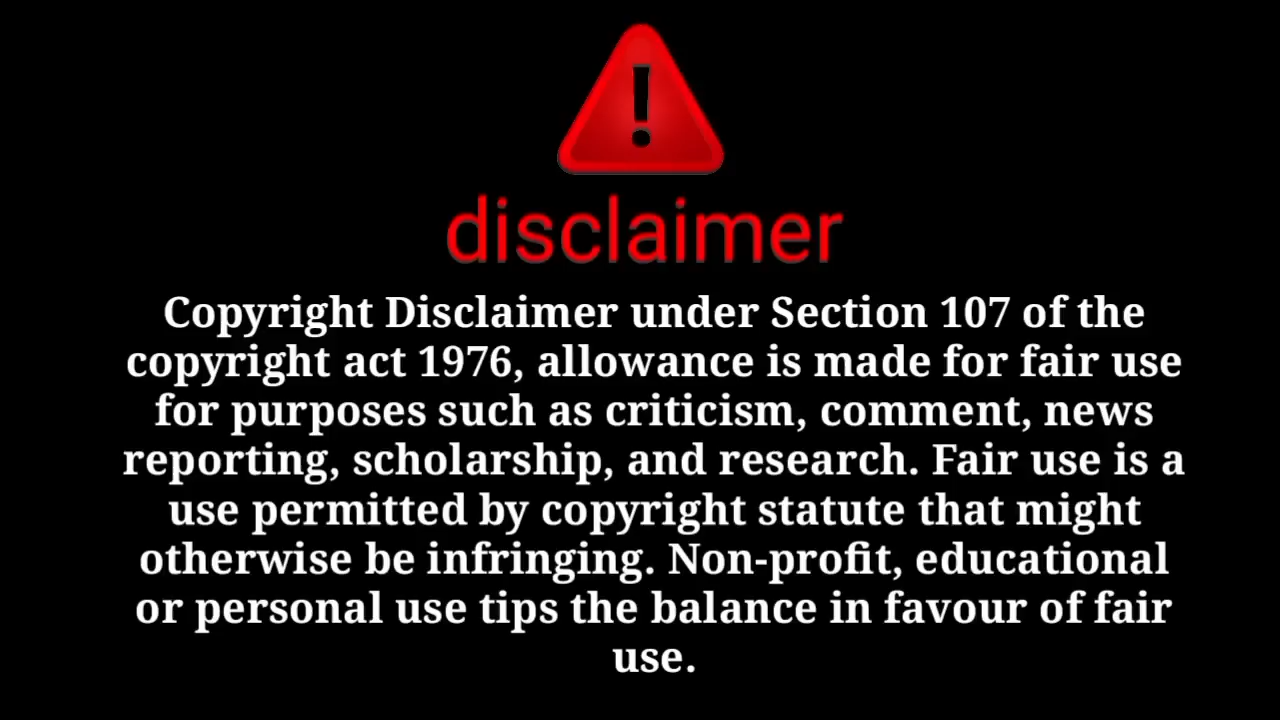 !
disclaimer
Copyright Disclaimer under Section 107 of the
copyright act 1976, allowance is made for fair use
for purposes such as criticism, comment, news
reporting, scholarship, and research. Fair use is a
use permitted by copyright statute that might
otherwise be infringing. Non-profit, educational
or personal use tips the balance in favour of fair
use.